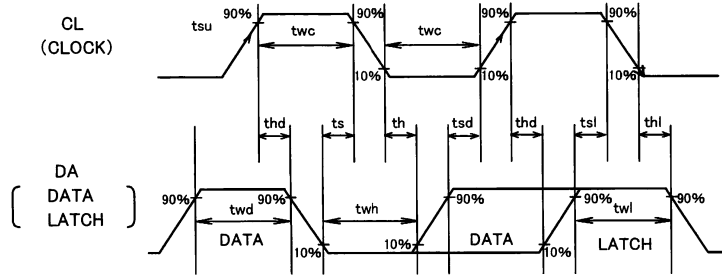 CL
(CLOCK)
tsu
90%
twc
90%
twc
90%
90%
10%
10%
10%
thd
ts
th
tsd
thd
tsl
thl
DA
DATA
LATCH
90%
90%
90%
90%
90%
twd
twh
twl
10%
10%
10%
DATA
DATA
LATCH